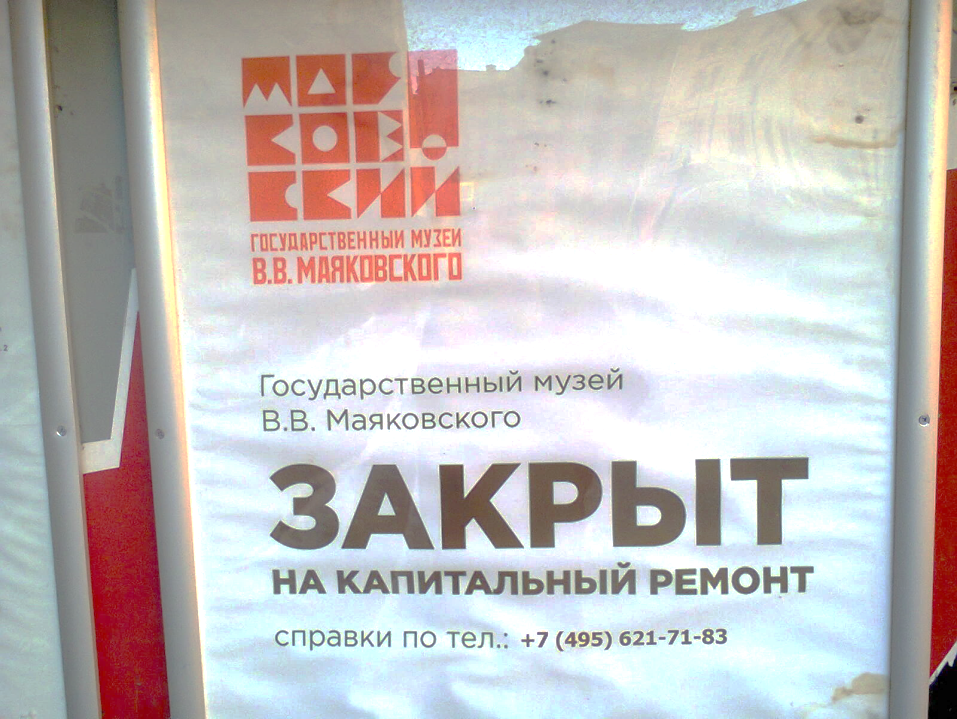 МАЯ
КОВ
СКИЙ
ГОСУДАРСТВЕННЫЙ МУЗЕЙ
В.В. МАЯКОВСКОГО
Государственный музей
В.В. Маяковского
ЗАКРЫТ
НА КАПИТАЛЬНЫЙ РЕМОНТ
справки по тел.: +7 (495) 621-71-83